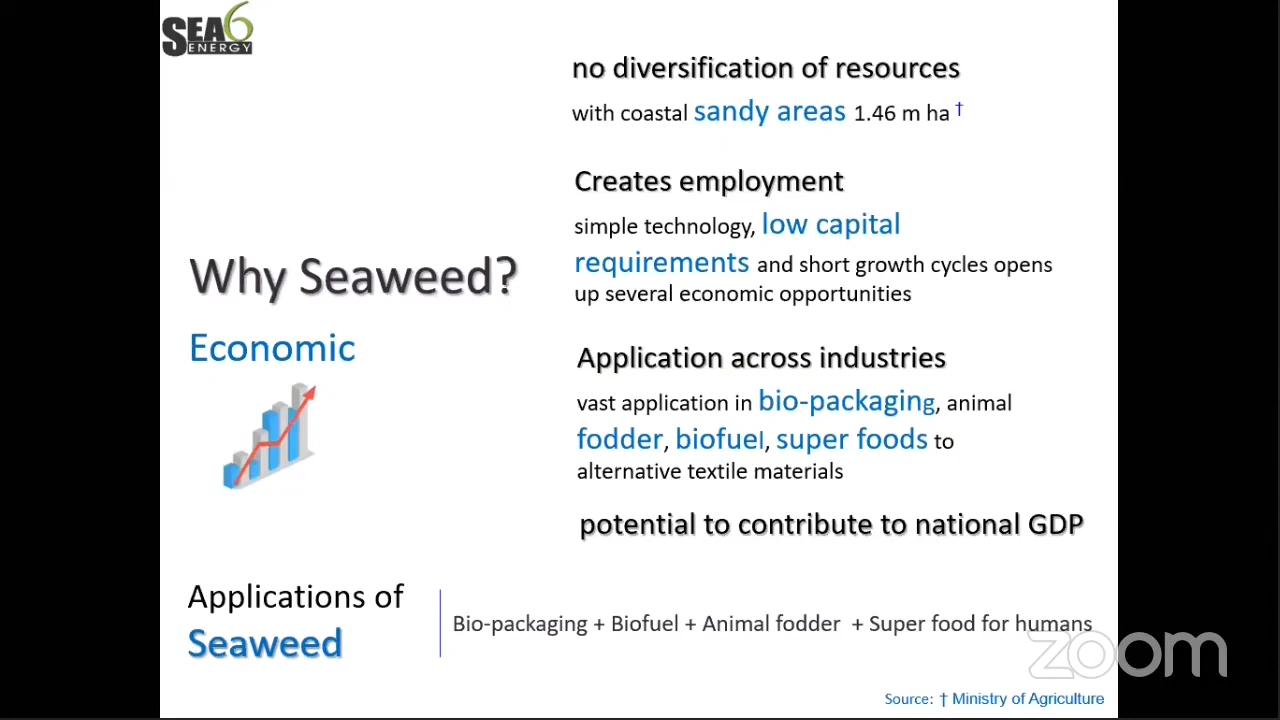 SEA6
ENERGY
no diversification of resources
with coastal sandy areas 1.46 m ha †
Creates employment
simple technology, low capital
requirements and short growth cycles opens
up several economic opportunities
Why Seaweed?
Economic
Application across industries
vast application in bio-packaging, animal
fodder, biofuel, super foods to
alternative textile materials
potential to contribute to national GDP
Applications of
Seaweed
Bio-packaging + Biofuel + Animal fodder + Super food for humans
zoom
Source: † Ministry of Agriculture